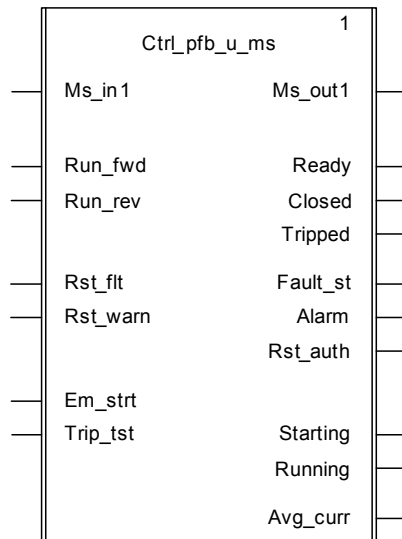 1
Ctrl_pfb_u_ms
Ms_in1 Ms_out1
Run_fwd Ready
Run_rev Closed
Tripped
Rst_flt Fault_st
Rst_warn Alarm
Rst_auth
Em_strt
Trip_tst Starting
Running
Avg_curr